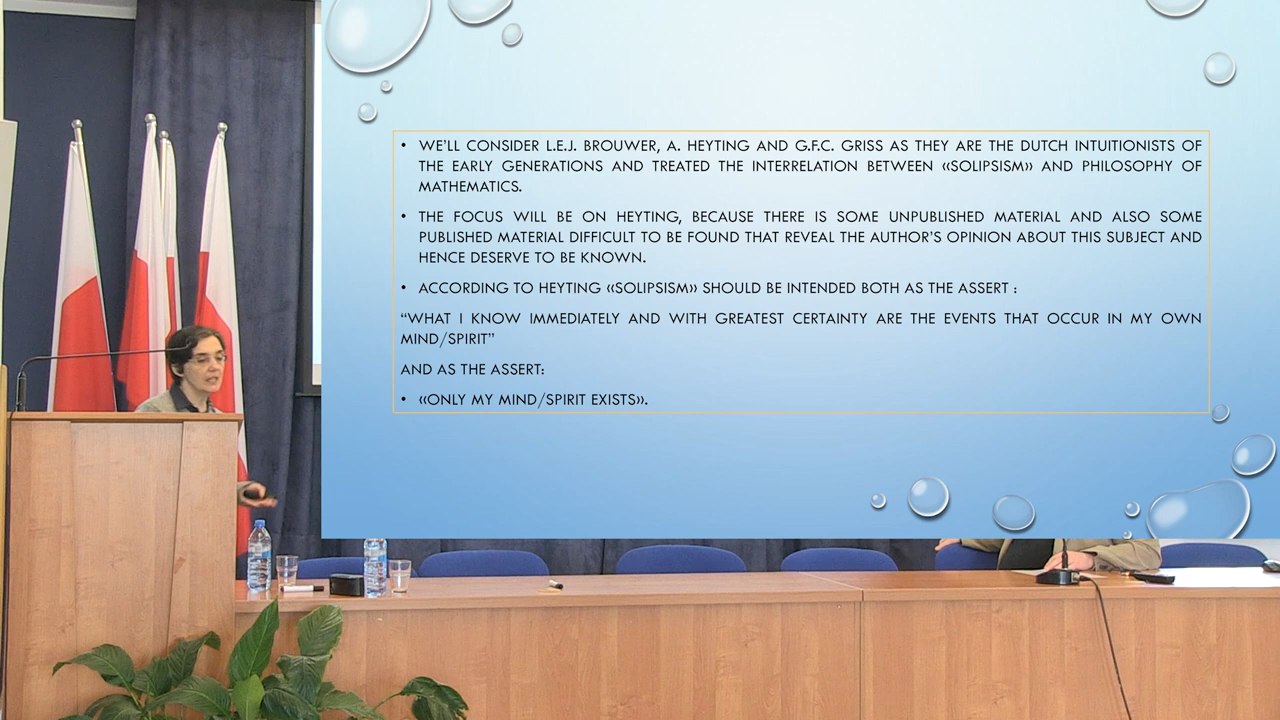 • WE'LL CONSIDER L.E.J. BROUWER, A. HEYTING AND G.F.C. GRISS AS THEY ARE THE DUTCH INTUITIONISTS OF
THE EARLY GENERATIONS AND TREATED THE INTERRELATION BETWEEN «SOLIPSISM» AND PHILOSOPHY OF
MATHEMATICS.
• THE FOCUS WILL BE ON HEYTING, BECAUSE THERE IS SOME UNPUBLISHED MATERIAL AND ALSO SOME
PUBLISHED MATERIAL DIFFICULT TO BE FOUND THAT REVEAL THE AUTHOR'S OPINION ABOUT THIS SUBJECT AND
HENCE DESERVE TO BE KNOWN.
• ACCORDING TO HEYTING «SOLIPSISM» SHOULD BE INTENDED BOTH AS THE ASSERT :
“WHAT I KNOW IMMEDIATELY AND WITH GREATEST CERTAINTY ARE THE EVENTS THAT OCCUR IN MY OWN
MIND/SPIRIT”
AND AS THE ASSERT:
• «ONLY MY MIND/SPIRIT EXISTS».